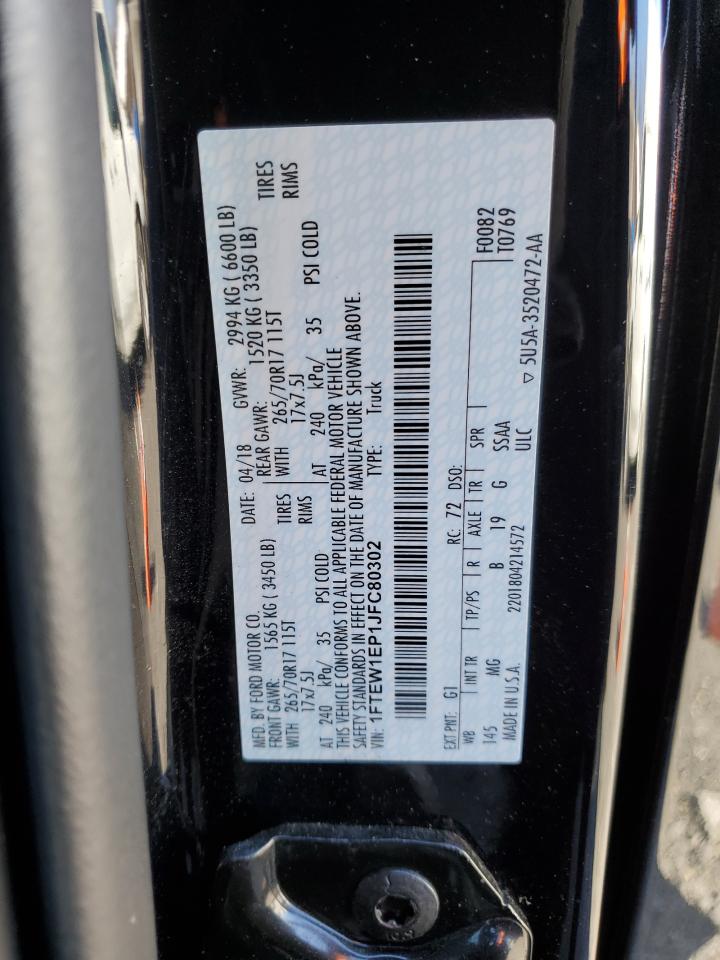 MFD. BY FORD MOTOR CO.
DATE: 04/18 GVWR: 2994 KG ( 6600 LB)
FRONT GAWR: 1565 KG ( 3450 LB)
REAR GAWR: 1520 KG ( 3350 LB)
WITH 265/70R17 115T TIRES
WITH 265/70R17 115T TIRES
17x7.5J RIMS
17x7.5J RIMS
AT 240 kPa/ 35 PSI COLD
AT 240 kPa/ 35 PSI COLD
THIS VEHICLE CONFORMS TO ALL APPLICABLE FEDERAL MOTOR VEHICLE
SAFETY STANDARDS IN EFFECT ON THE DATE OF MANUFACTURE SHOWN ABOVE.
VIN: 1FTEW1EP1JFC80302 TYPE: Truck
EXT PNT: G1 RC: 72 DSO: F0082
T0769
WB INT TR TP/PS R AXLE TR SPR
145 MG B 19 G SSAA
MADE IN U.S.A. 2201804214572 ULC
▽ 5U5A-3520472-AA